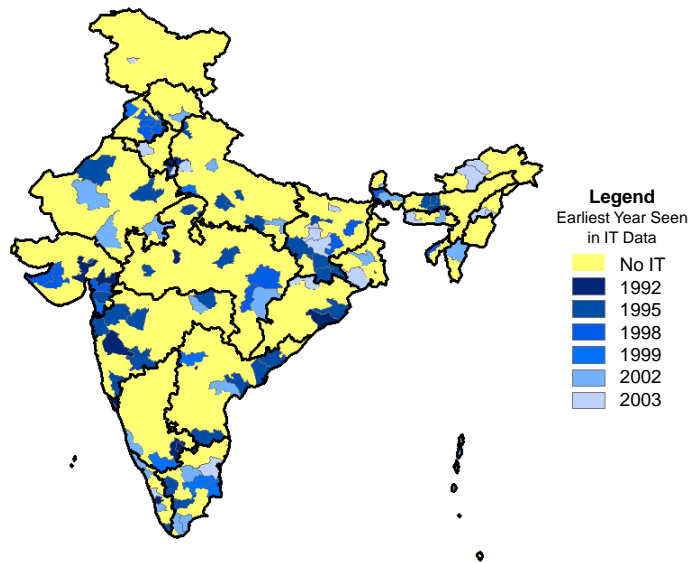 Legend
Earliest Year Seen
in IT Data
No IT
1992
1995
1998
1999
2002
2003